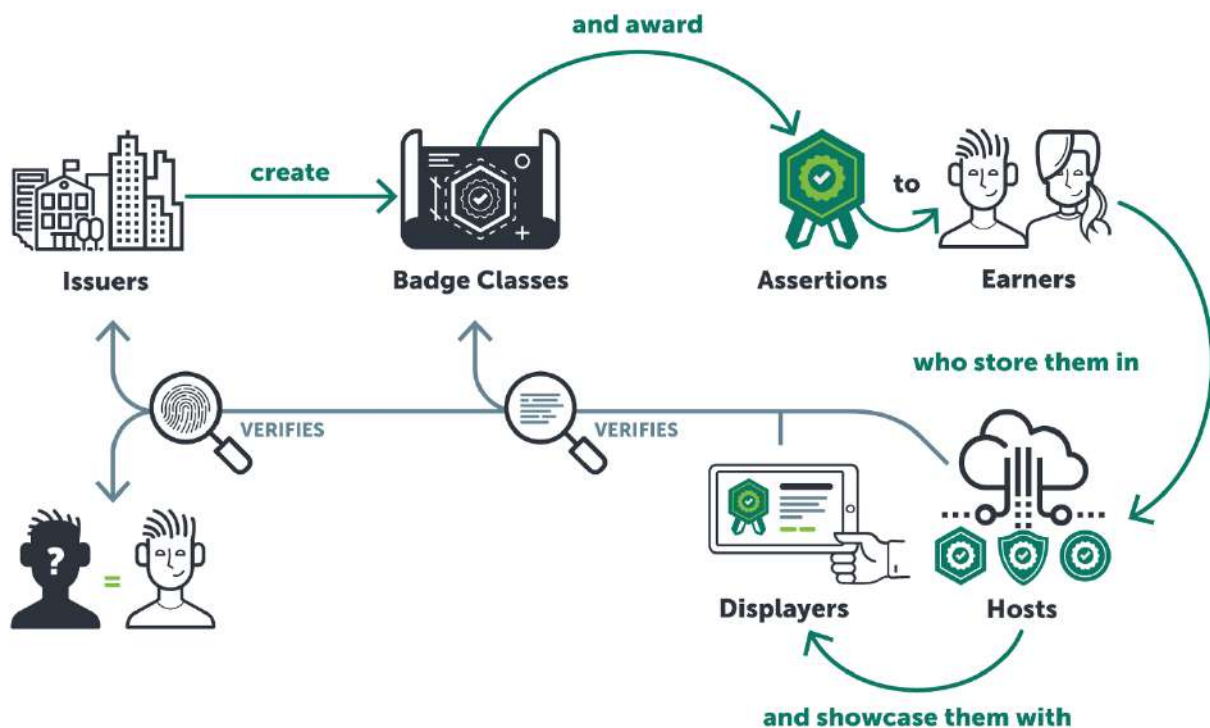 and award
create
to
Issuers
Badge Classes
Assertions
Earners
who store them in
VERIFIES
VERIFIES
?
=
Displayers
Hosts
and showcase them with